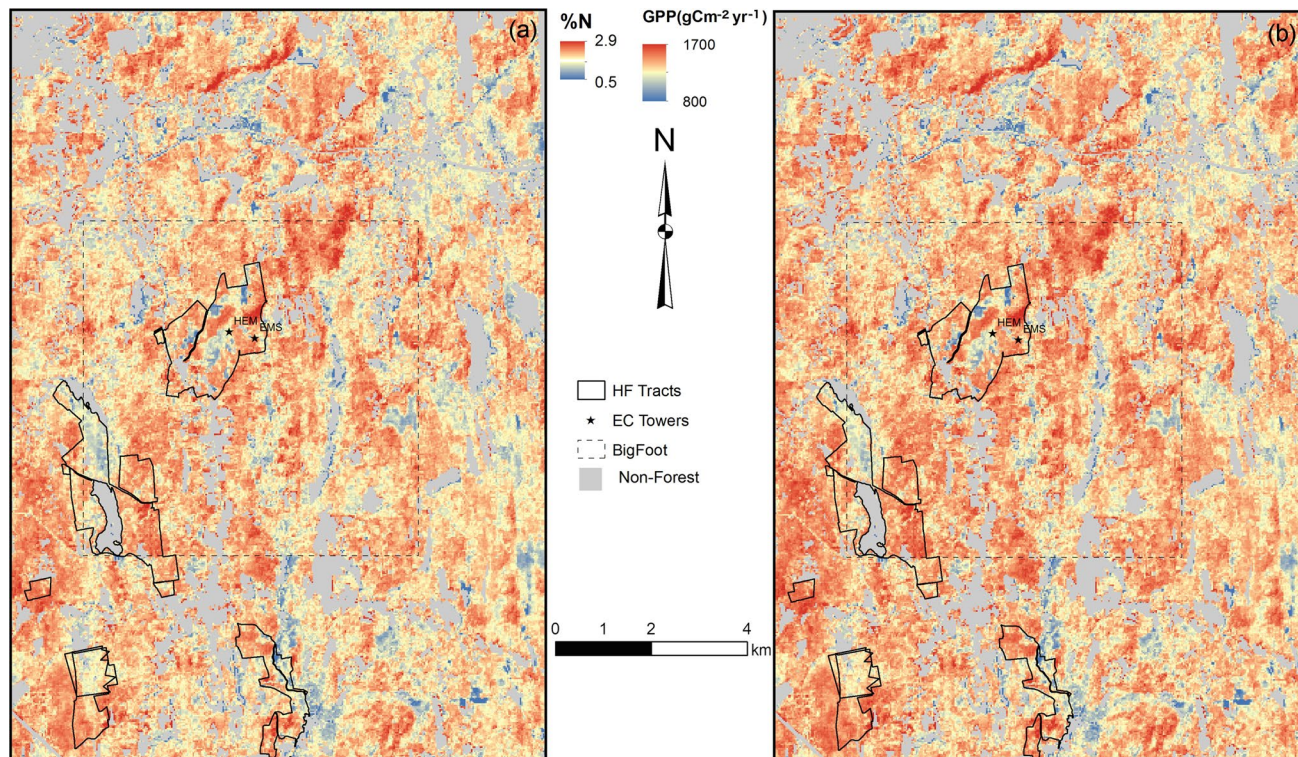 (a)
HEM
EMS
%N
2.9
0.5
GPP(gCm⁻² yr⁻¹)
1700
800
N
HF Tracts
EC Towers
BigFoot
Non-Forest
0 1 2 4
km
(b)
HEM
EMS